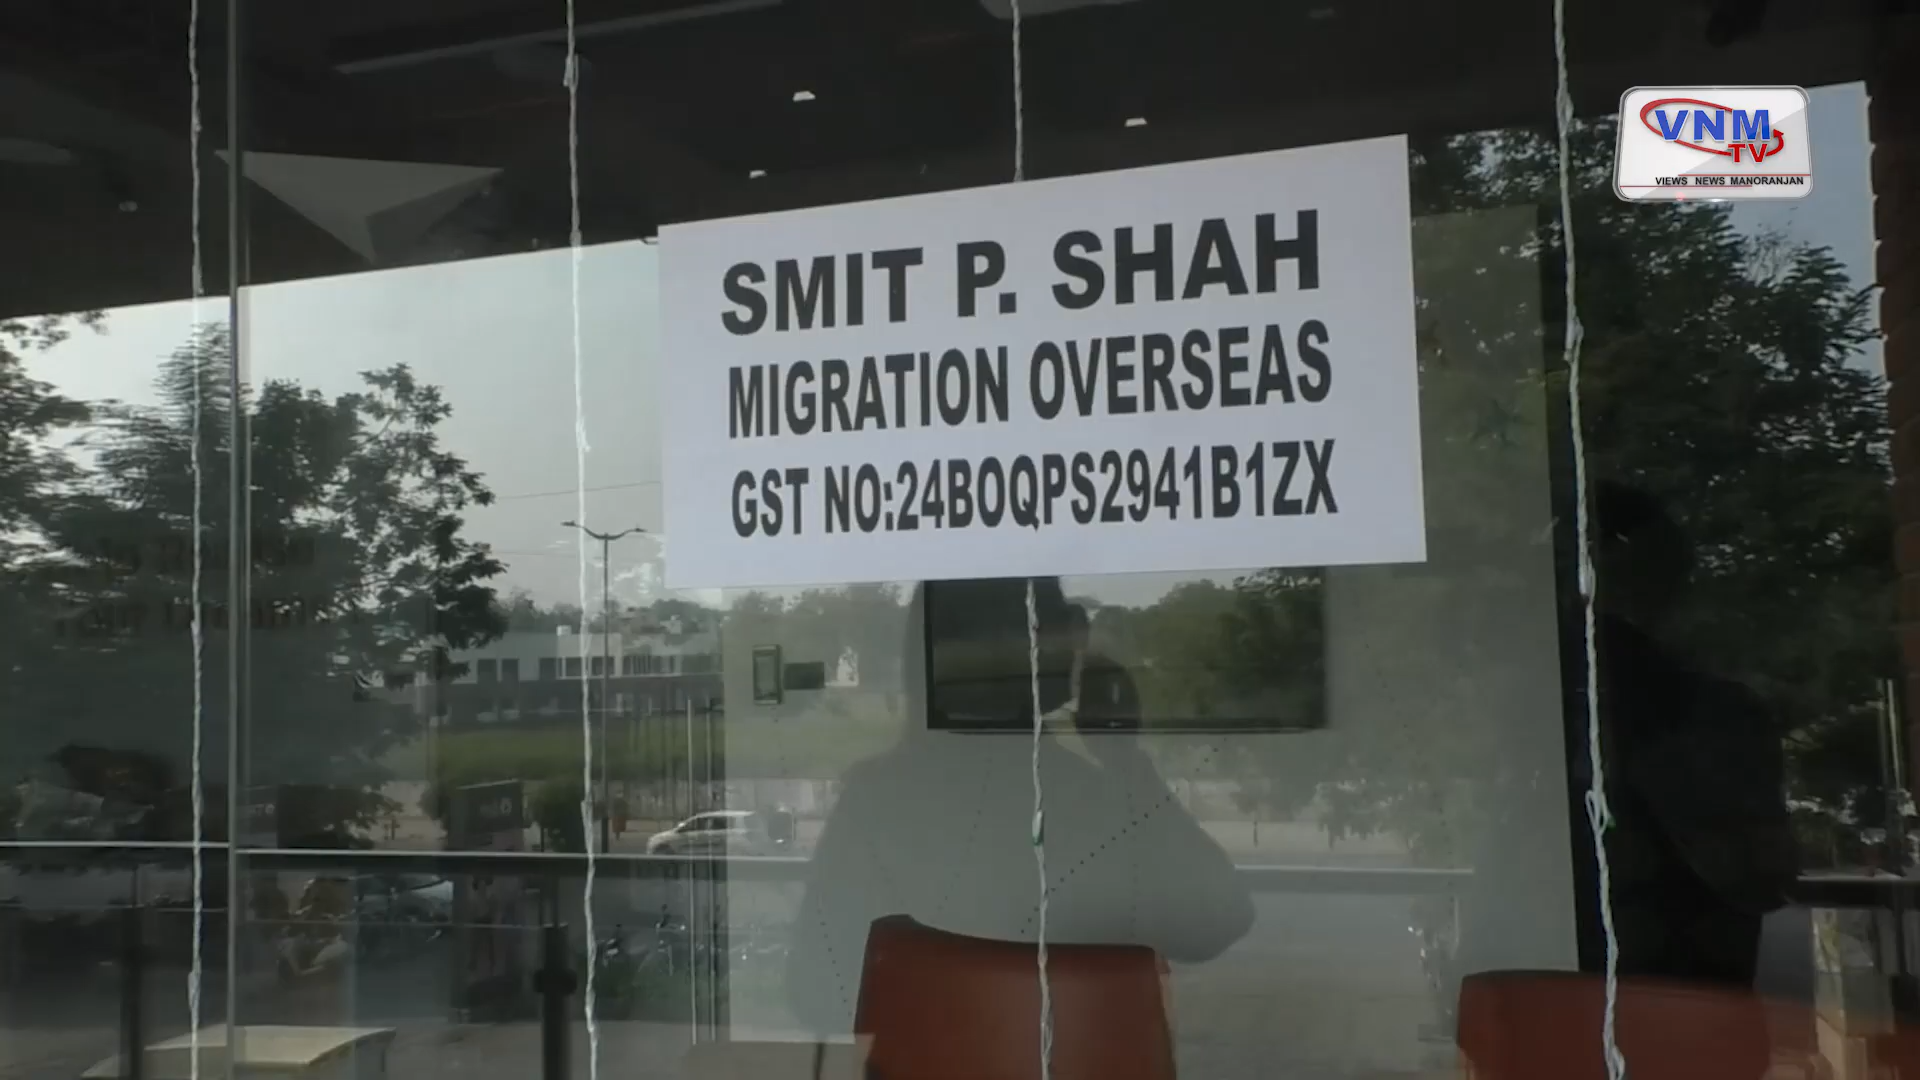 VNM
TV
VIEWS NEWS MANORANJAN
SMIT P. SHAH
MIGRATION OVERSEAS
GST NO:24BOQPS2941B1ZX